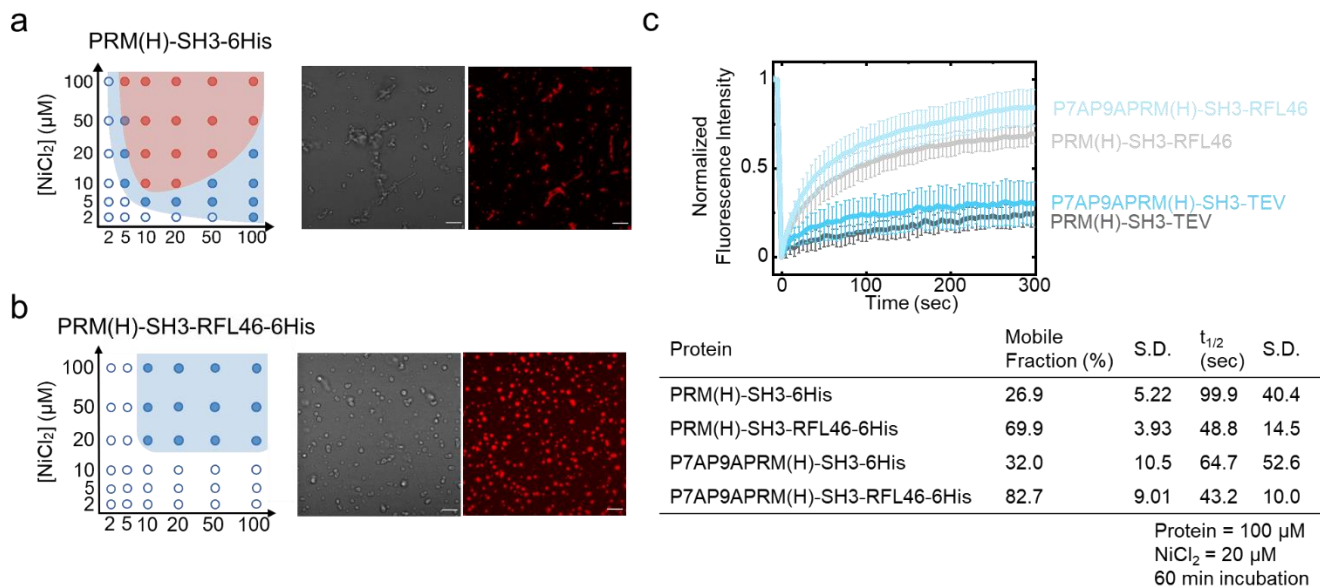 a
PRM(H)-SH3-6His
[NiCl₂] (µM)
100
50
20
10
5
2
2 5 10 20 50 100
b
PRM(H)-SH3-RFL46-6His
[NiCl₂] (µM)
100
50
20
10
5
2
2 5 10 20 50 100
c
Normalized
Fluorescence Intensity
1
0.5
0
0 100 200 300
Time (sec)
P7AP9APRM(H)-SH3-RFL46
PRM(H)-SH3-RFL46
P7AP9APRM(H)-SH3-TEV
PRM(H)-SH3-TEV
Protein Mobile Fraction (%) S.D. t₁/₂ (sec) S.D.
PRM(H)-SH3-6His 26.9 5.22 99.9 40.4
PRM(H)-SH3-RFL46-6His 69.9 3.93 48.8 14.5
P7AP9APRM(H)-SH3-6His 32.0 10.5 64.7 52.6
P7AP9APRM(H)-SH3-RFL46-6His 82.7 9.01 43.2 10.0
Protein = 100 µM
NiCl₂ = 20 µM
60 min incubation